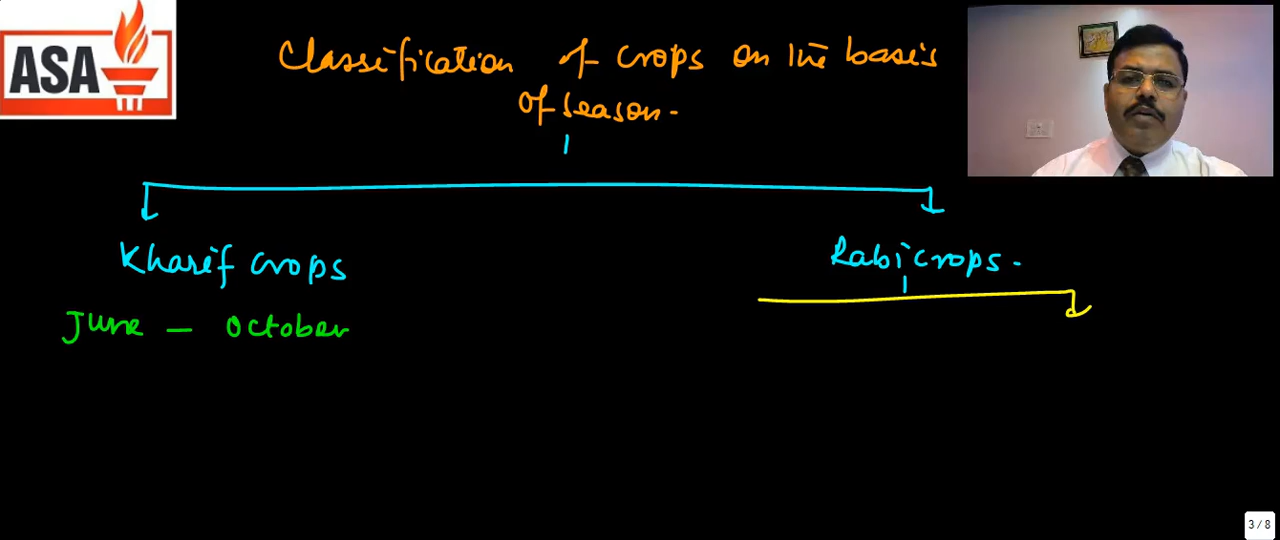 ASA
Classification of crops on the basis
of season.
Kharif crops
Rabi crops.
June – October
3 / 8